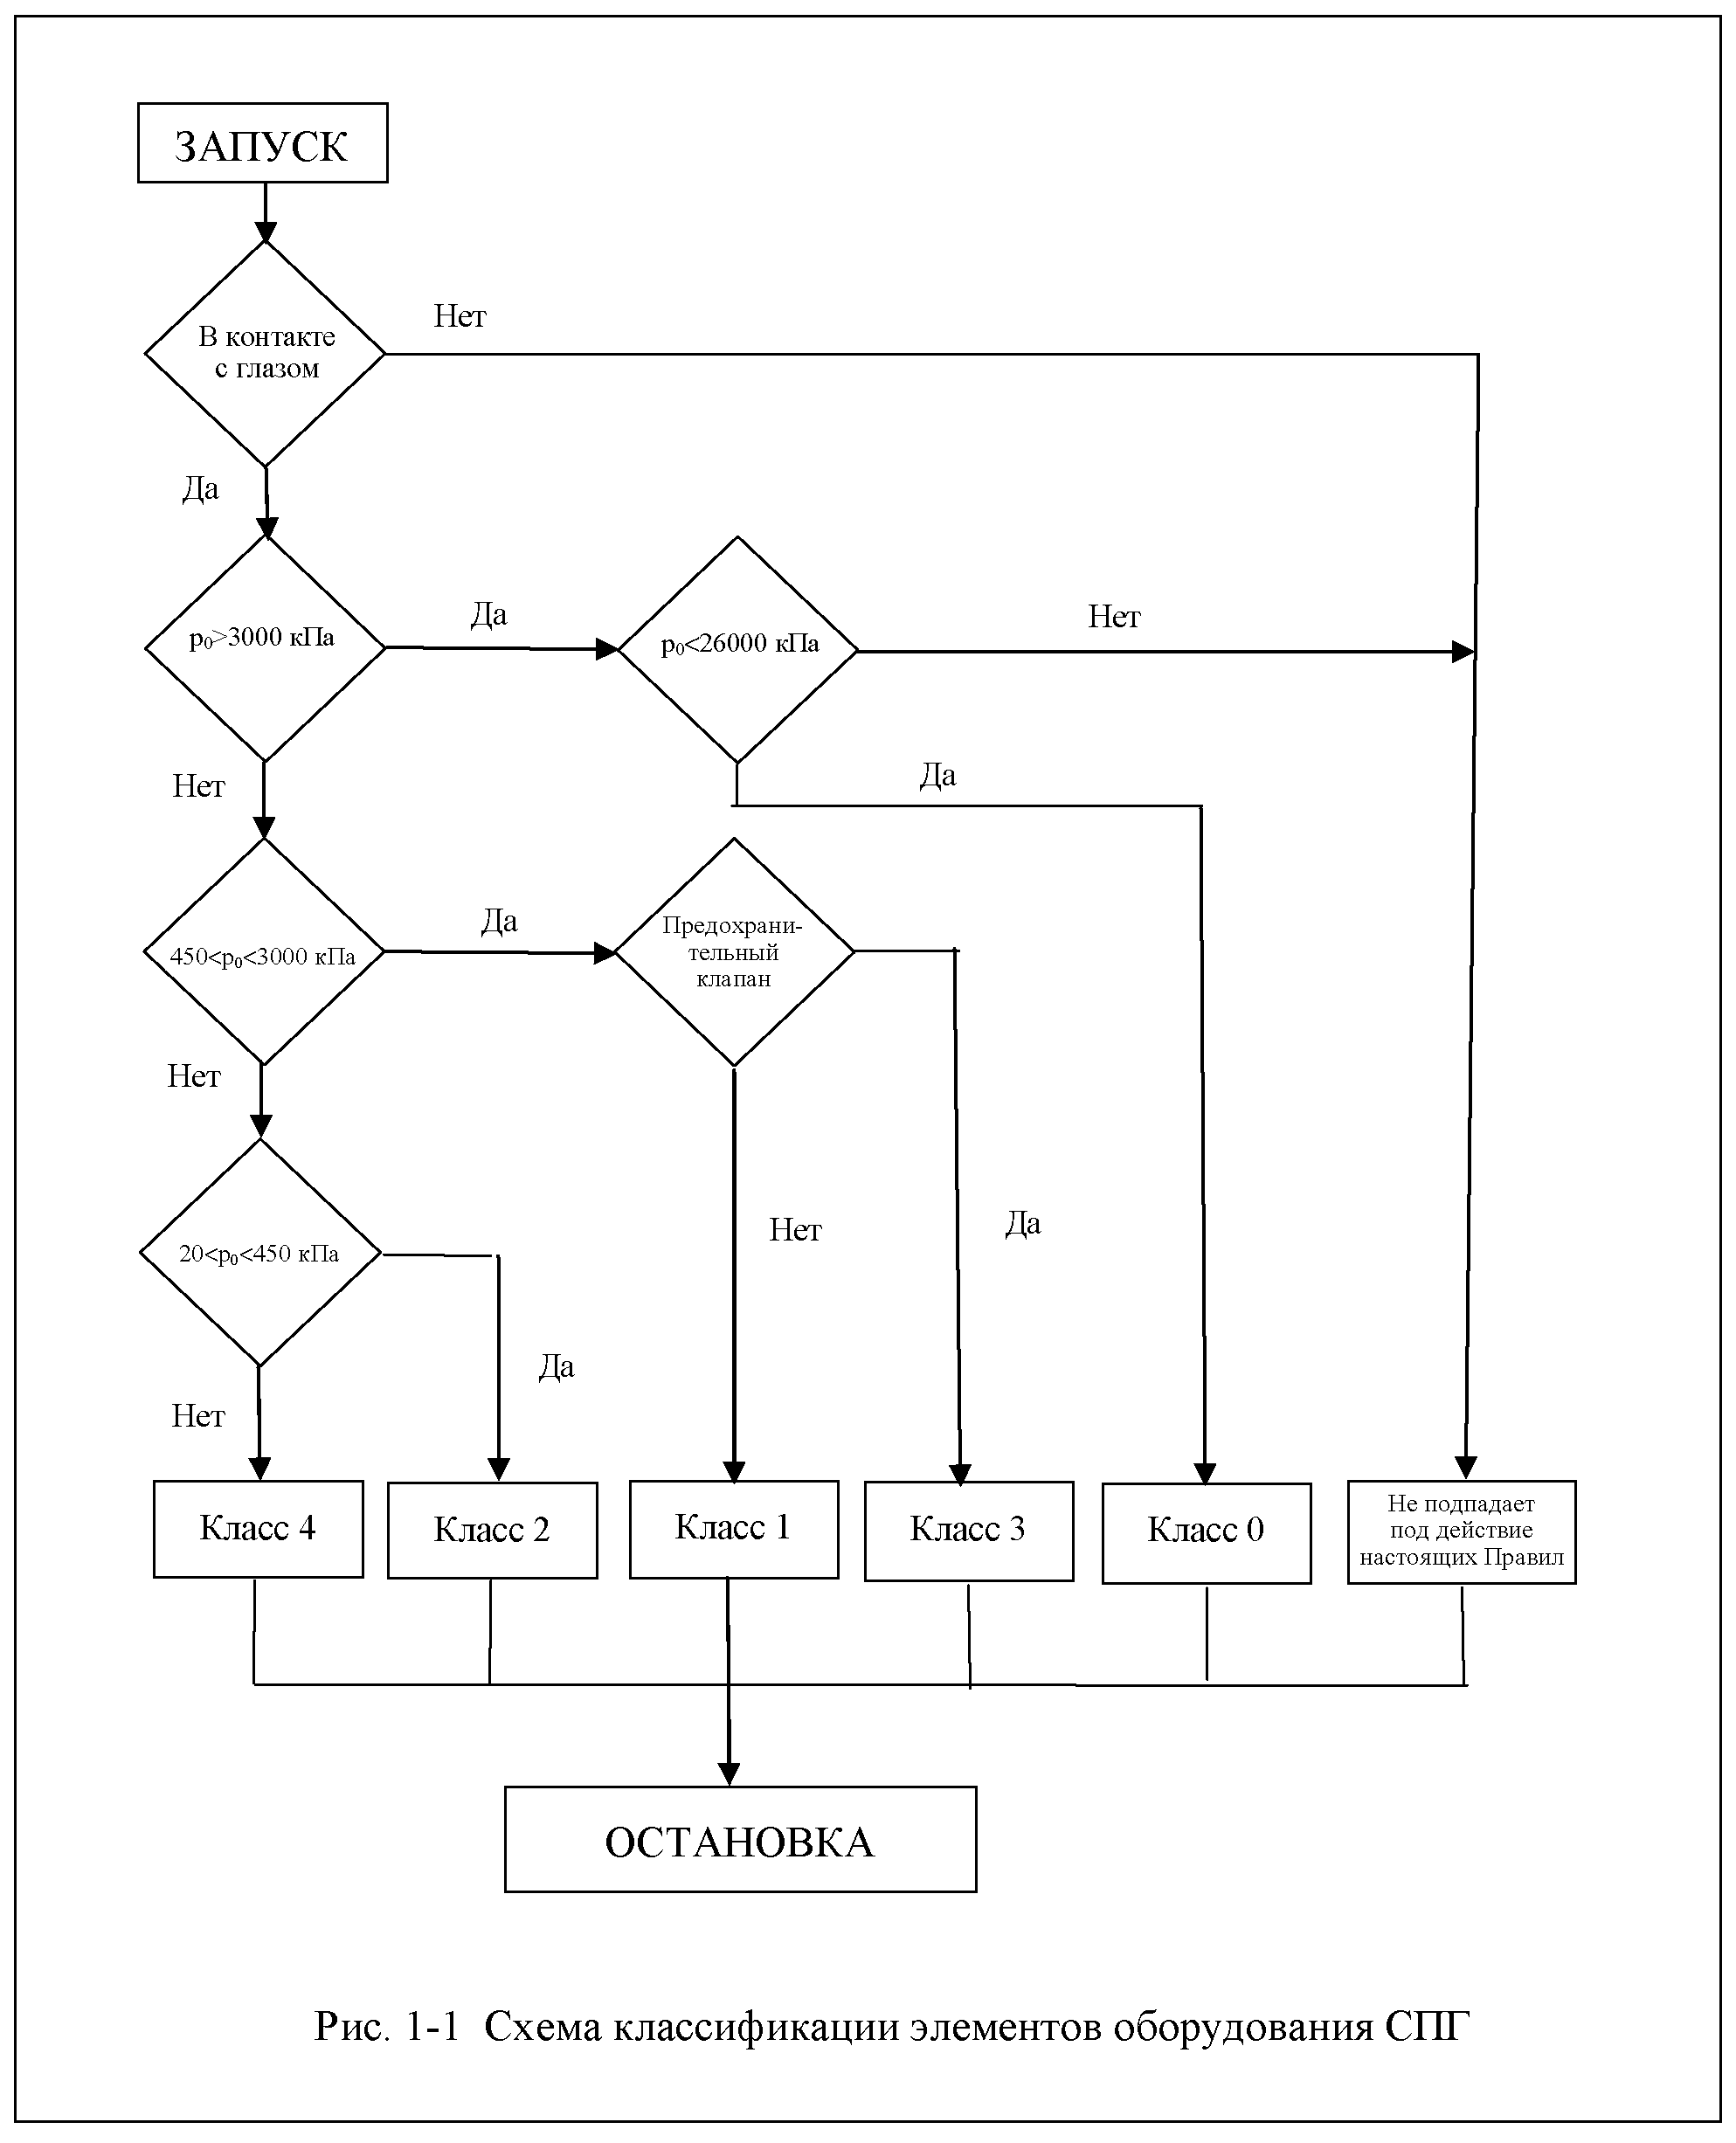 ЗАПУСК
В контакте
с глазом
Нет
Да
p₀>3000 кПа
Да
p₀<26000 кПа
Нет
Нет
Да
450<p₀<3000 кПа
Да
Предохрани-
тельный
клапан
Нет
20<p₀<450 кПа
Нет
Да
Да
Нет
Класс 4
Класс 2
Класс 1
Класс 3
Класс 0
Не подпадает
под действие
настоящих Правил
ОСТАНОВКА
Рис. 1-1 Схема классификации элементов оборудования СПГ